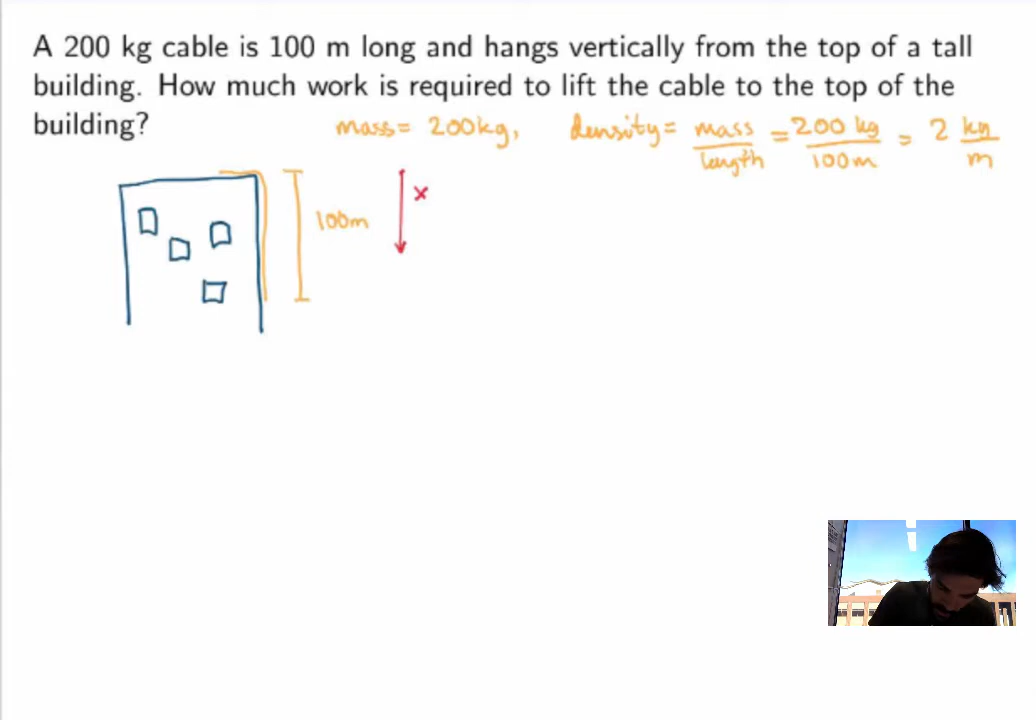 A 200 kg cable is 100 m long and hangs vertically from the top of a tall
building. How much work is required to lift the cable to the top of the
building?
mass = 200kg, density = mass/length = 200 kg/100m = 2 kg/m
100m
x